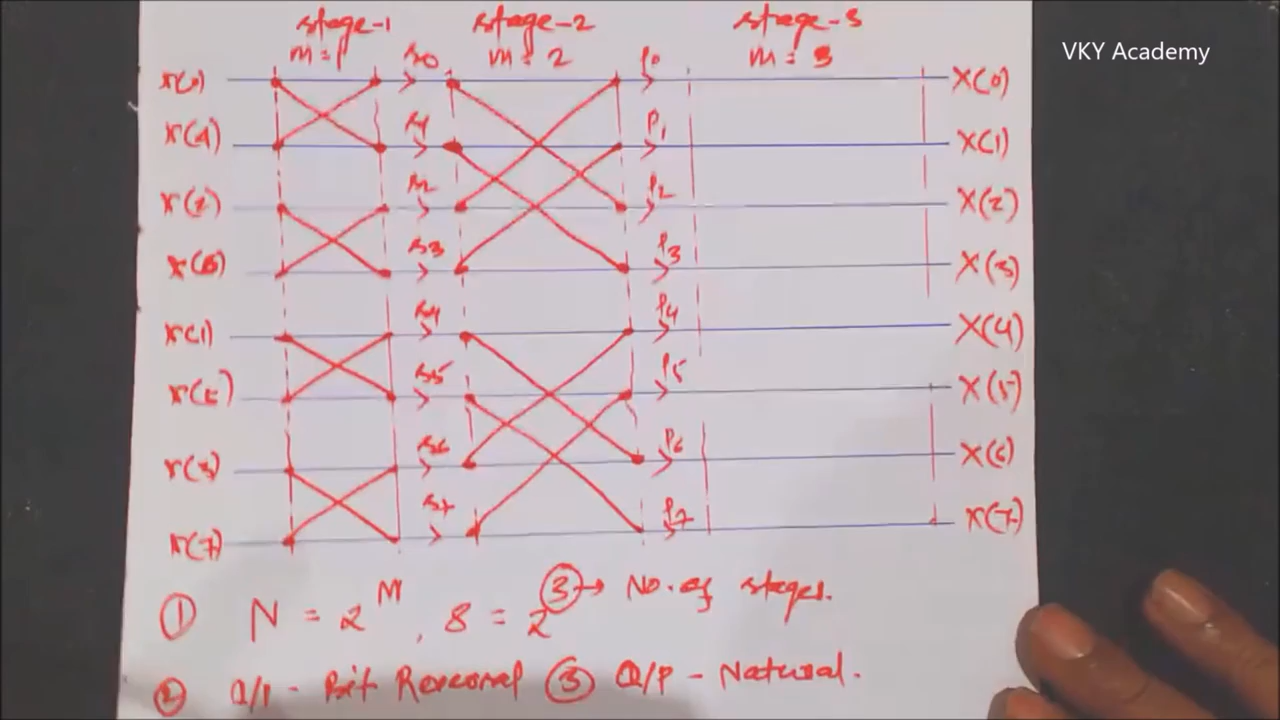 stage-1 stage-2 stage-3
m=1 m=2 m=3
VKY Academy
x(0) s0 p0 X(0)
x(4) s1 p1 X(1)
x(2) s2 p2 X(2)
x(6) s3 p3 X(3)
x(1) s4 p4 X(4)
x(5) s5 p5 X(5)
x(3) s6 p6 X(6)
x(7) s7 p7 X(7)
① N = 2^M, 8 = 2^③ → No. of stages.
② - Bit Reversal ③ O/P - Natural.